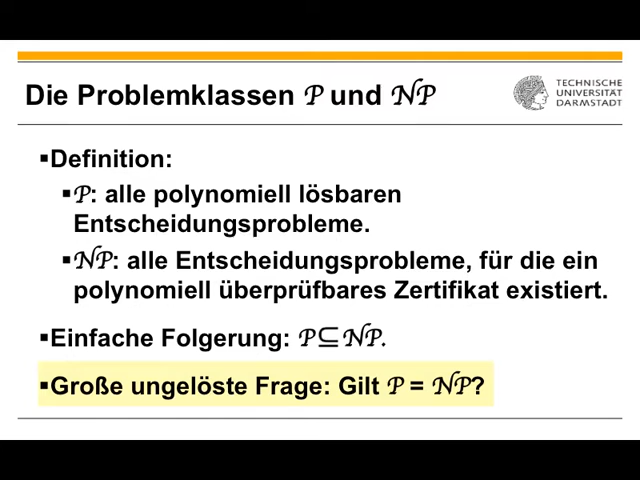 Die Problemklassen 𝒫 und 𝒩𝒫
TECHNISCHE
UNIVERSITÄT
DARMSTADT
▪Definition:
▪𝒫: alle polynomiell lösbaren
Entscheidungsprobleme.
▪𝒩𝒫: alle Entscheidungsprobleme, für die ein
polynomiell überprüfbares Zertifikat existiert.
▪Einfache Folgerung: 𝒫⊆𝒩𝒫.
▪Große ungelöste Frage: Gilt 𝒫 = 𝒩𝒫?